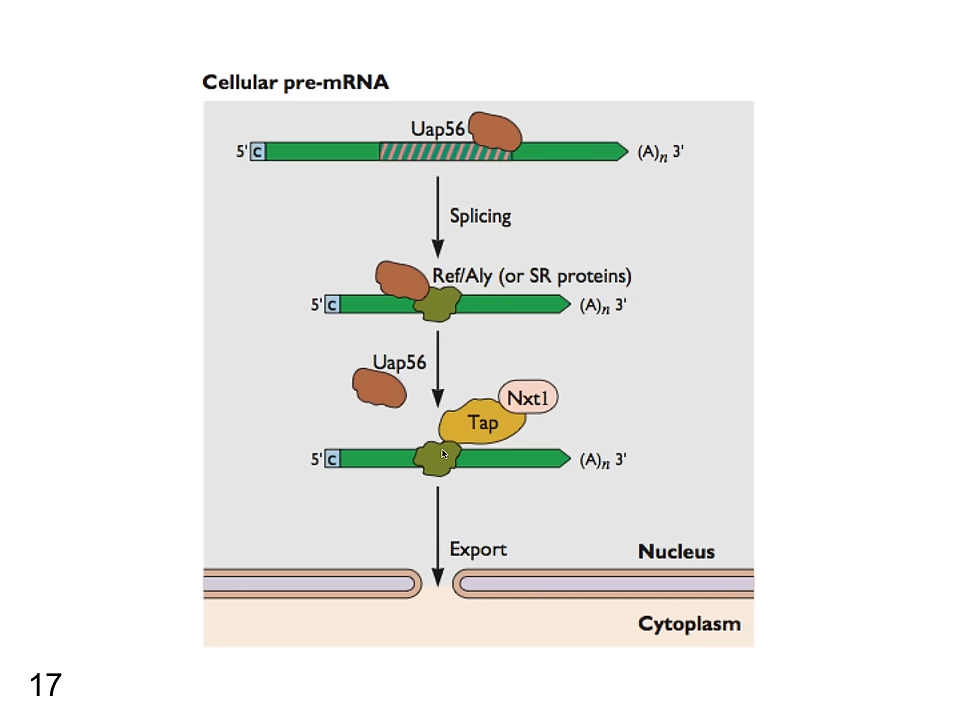 Cellular pre-mRNA
Uap56
5' C (A)n 3'
Splicing
Ref/Aly (or SR proteins)
5' C (A)n 3'
Uap56
Nxt1
Tap
5' C (A)n 3'
Export
Nucleus
Cytoplasm
17